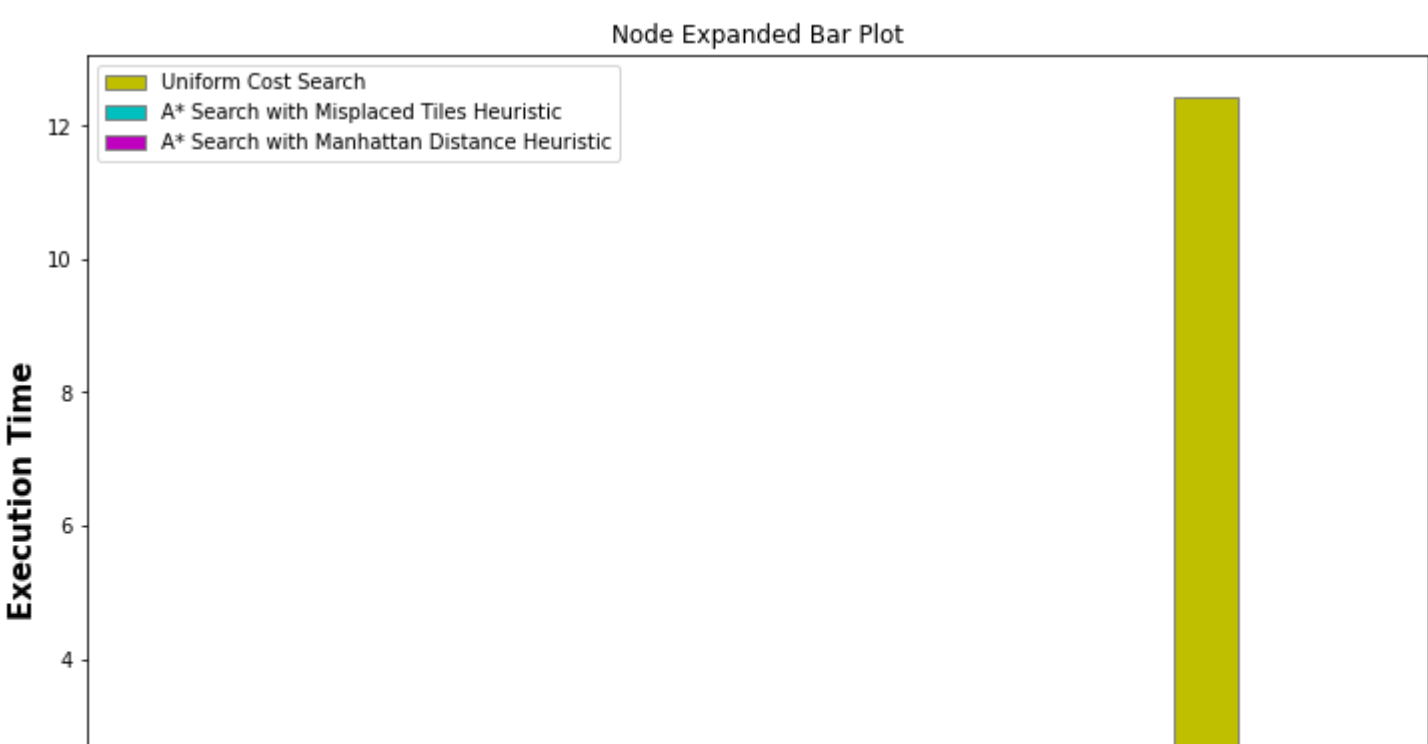 Node Expanded Bar Plot
Uniform Cost Search
A* Search with Misplaced Tiles Heuristic
A* Search with Manhattan Distance Heuristic
12
10
8
6
4
Execution Time